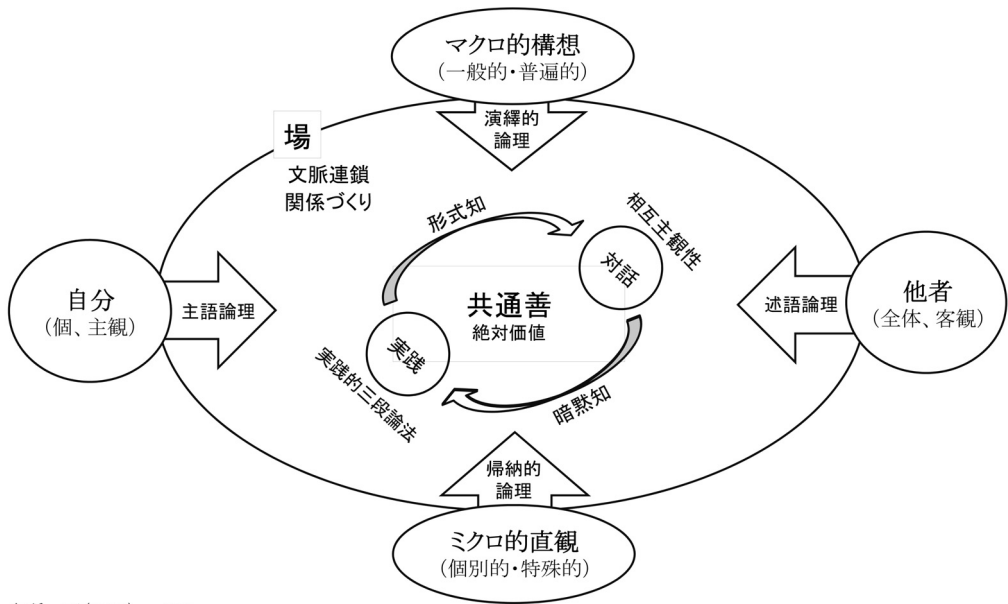 マクロ的構想
(一般的・普遍的)
演繹的
論理
場
文脈連鎖
関係づくり
形式知
相互主観性
対話
自分
(個、主観)
主語論理
共通善
絶対価値
述語論理
他者
(全体、客観)
実践
実践的三段論法
暗黙知
帰納的
論理
ミクロ的直観
(個別的・特殊的)